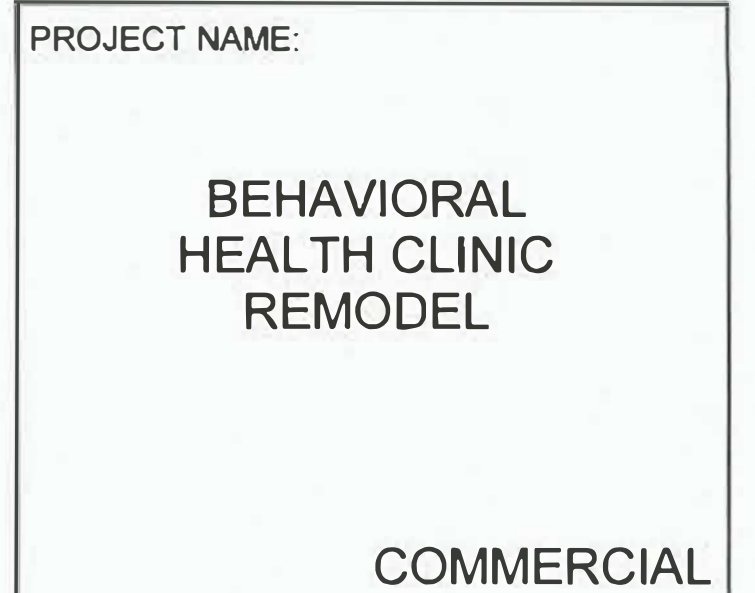 PROJECT NAME:
BEHAVIORAL
HEALTH CLINIC
REMODEL
COMMERCIAL